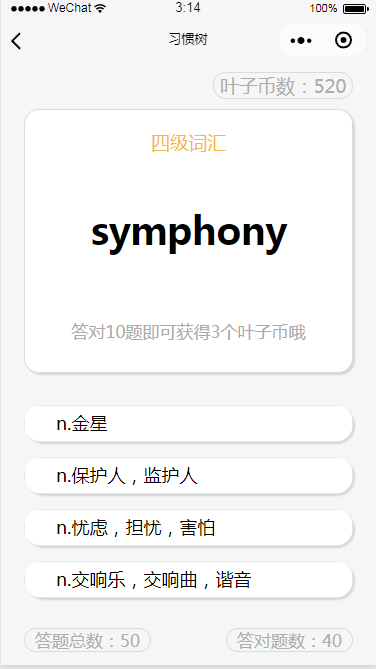 WeChat 3:14 100%
习惯树
叶子币数：520
四级词汇
symphony
答对10题即可获得3个叶子币哦
n.金星
n.保护人，监护人
n.忧虑，担忧，害怕
n.交响乐，交响曲，谐音
答题总数：50 答对题数：40